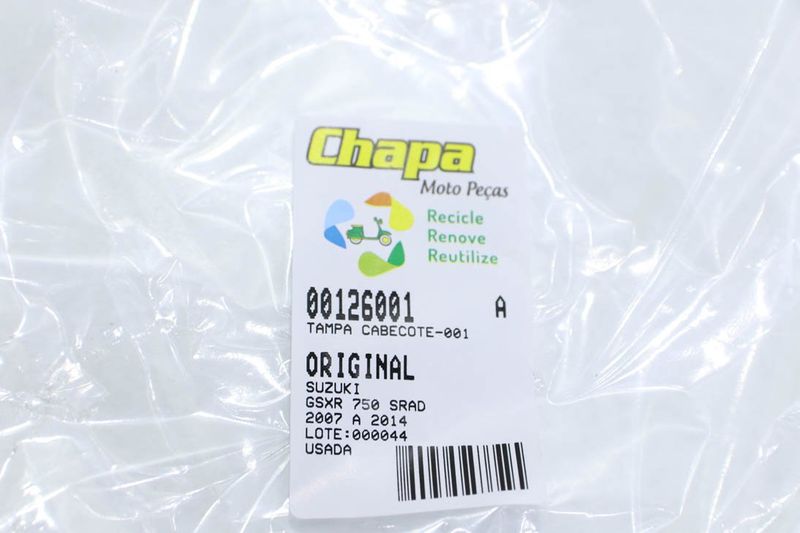 Chapa
Moto Peças
Recicle
Renove
Reutilize
00126001 A
TAMPA CABECOTE-001
ORIGINAL
SUZUKI
GSXR 750 SRAD
2007 A 2014
LOTE:000044
USADA